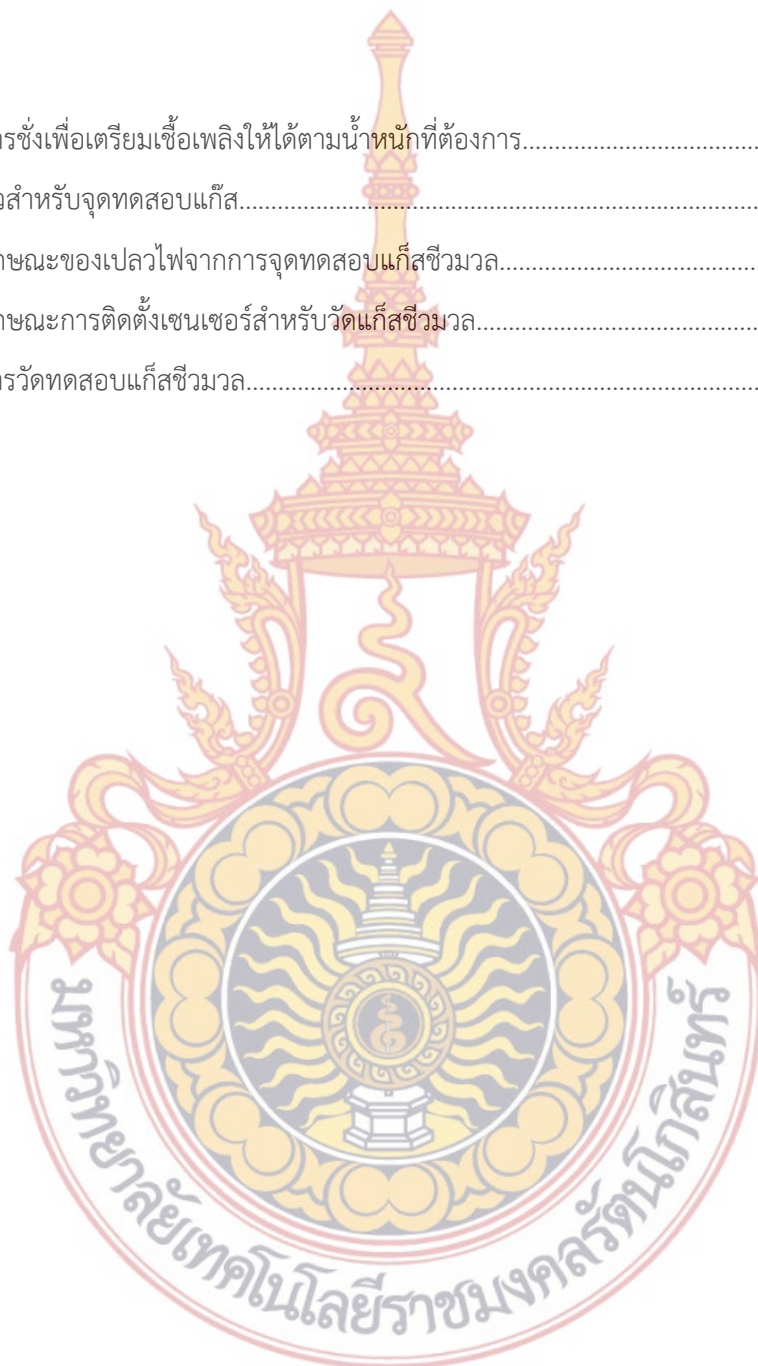 ารชั่งเพื่อเตรียมเชื้อเพลิงให้ได้ตามน้ำหนักที่ต้องการ
วสำหรับจุดทดสอบแก๊ส
กษณะของเปลวไฟจากการจุดทดสอบแก็สชีวมวล
กษณะการติดตั้งเซนเซอร์สำหรับวัดแก็สชีวมวล
ารวัดทดสอบแก็สชีวมวล
มหาวิทยาลัยเทคโนโลยีราชมงคลรัตนโกสินทร์